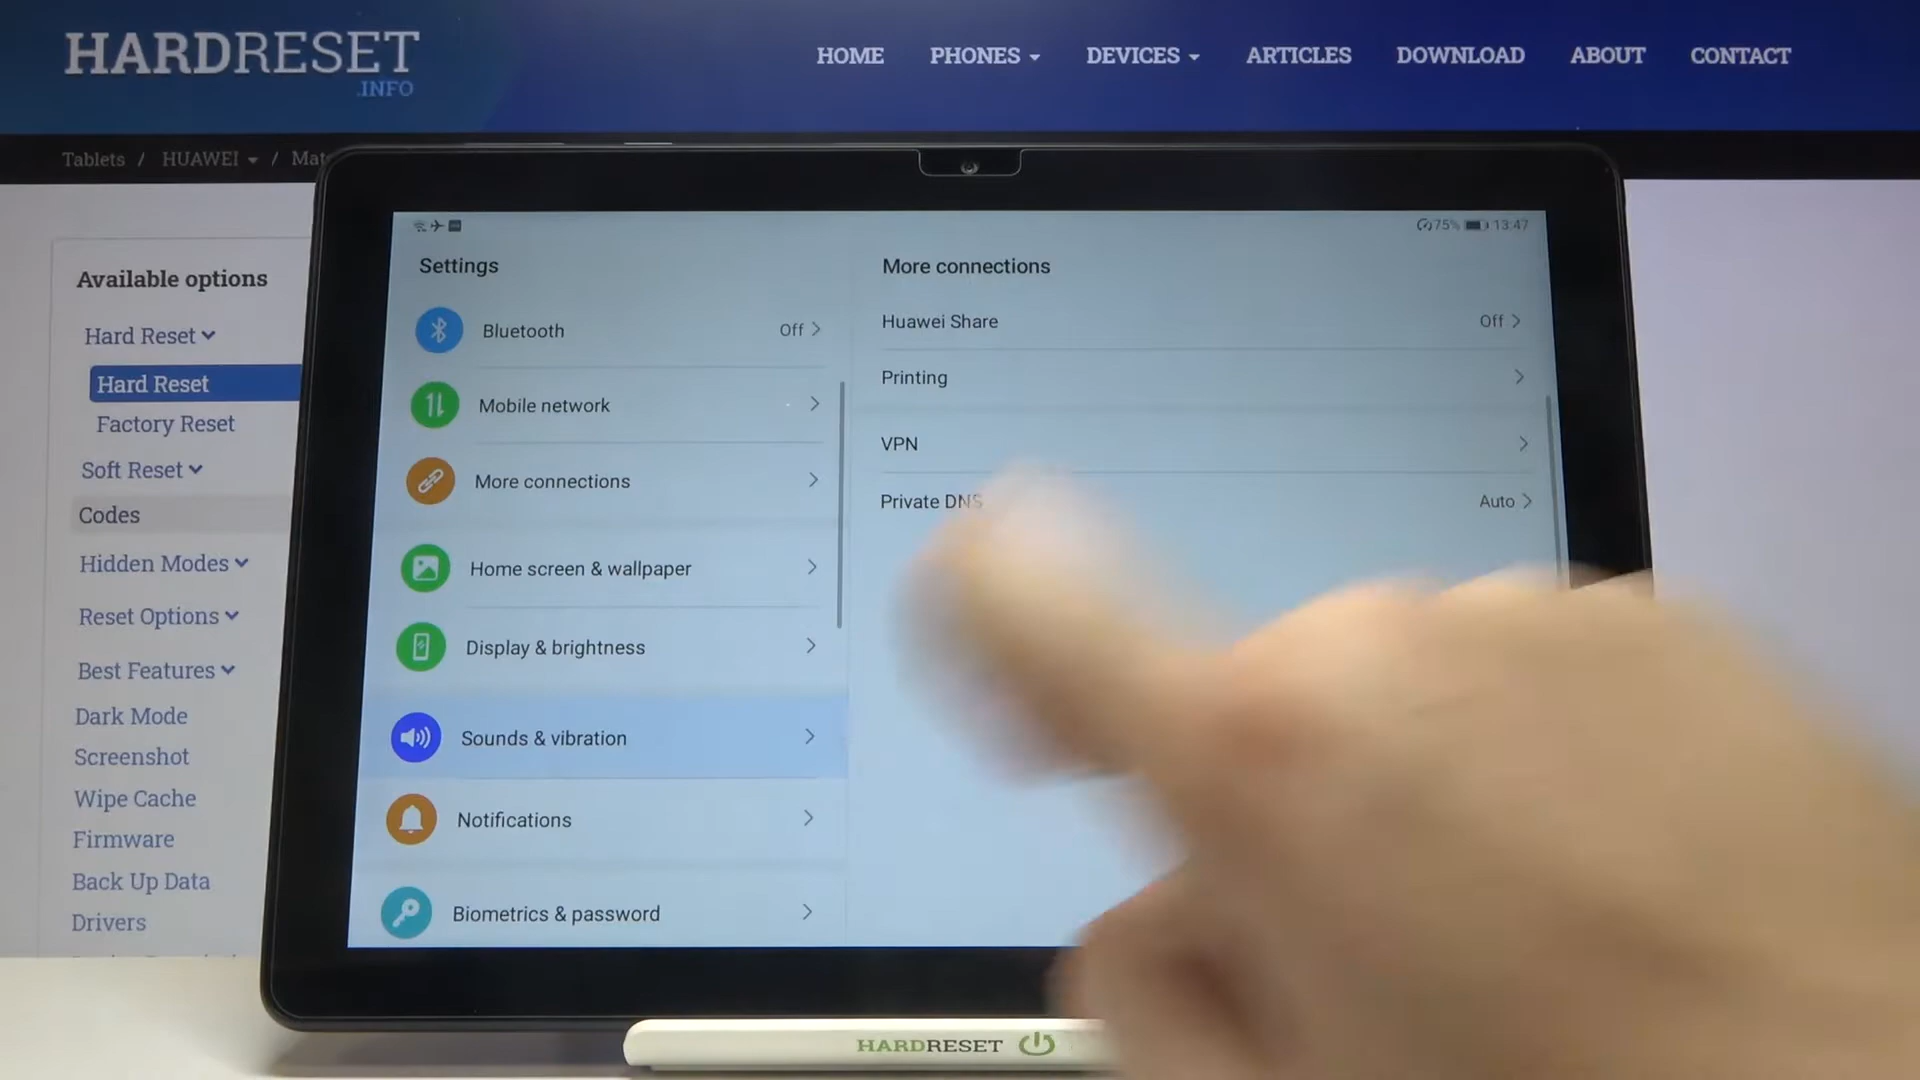 HARDRESET
.INFO
HOME PHONES DEVICES ARTICLES DOWNLOAD ABOUT CONTACT
Tablets / HUAWEI /
Available options
Hard Reset
Hard Reset
Factory Reset
Soft Reset
Codes
Hidden Modes
Reset Options
Best Features
Dark Mode
Screenshot
Wipe Cache
Firmware
Back Up Data
Drivers
75% 13:47
Settings
Bluetooth Off
Mobile network
More connections
Home screen & wallpaper
Display & brightness
Sounds & vibration
Notifications
Biometrics & password
More connections
Huawei Share Off
Printing
VPN
Private DNS Auto
HARDRESET